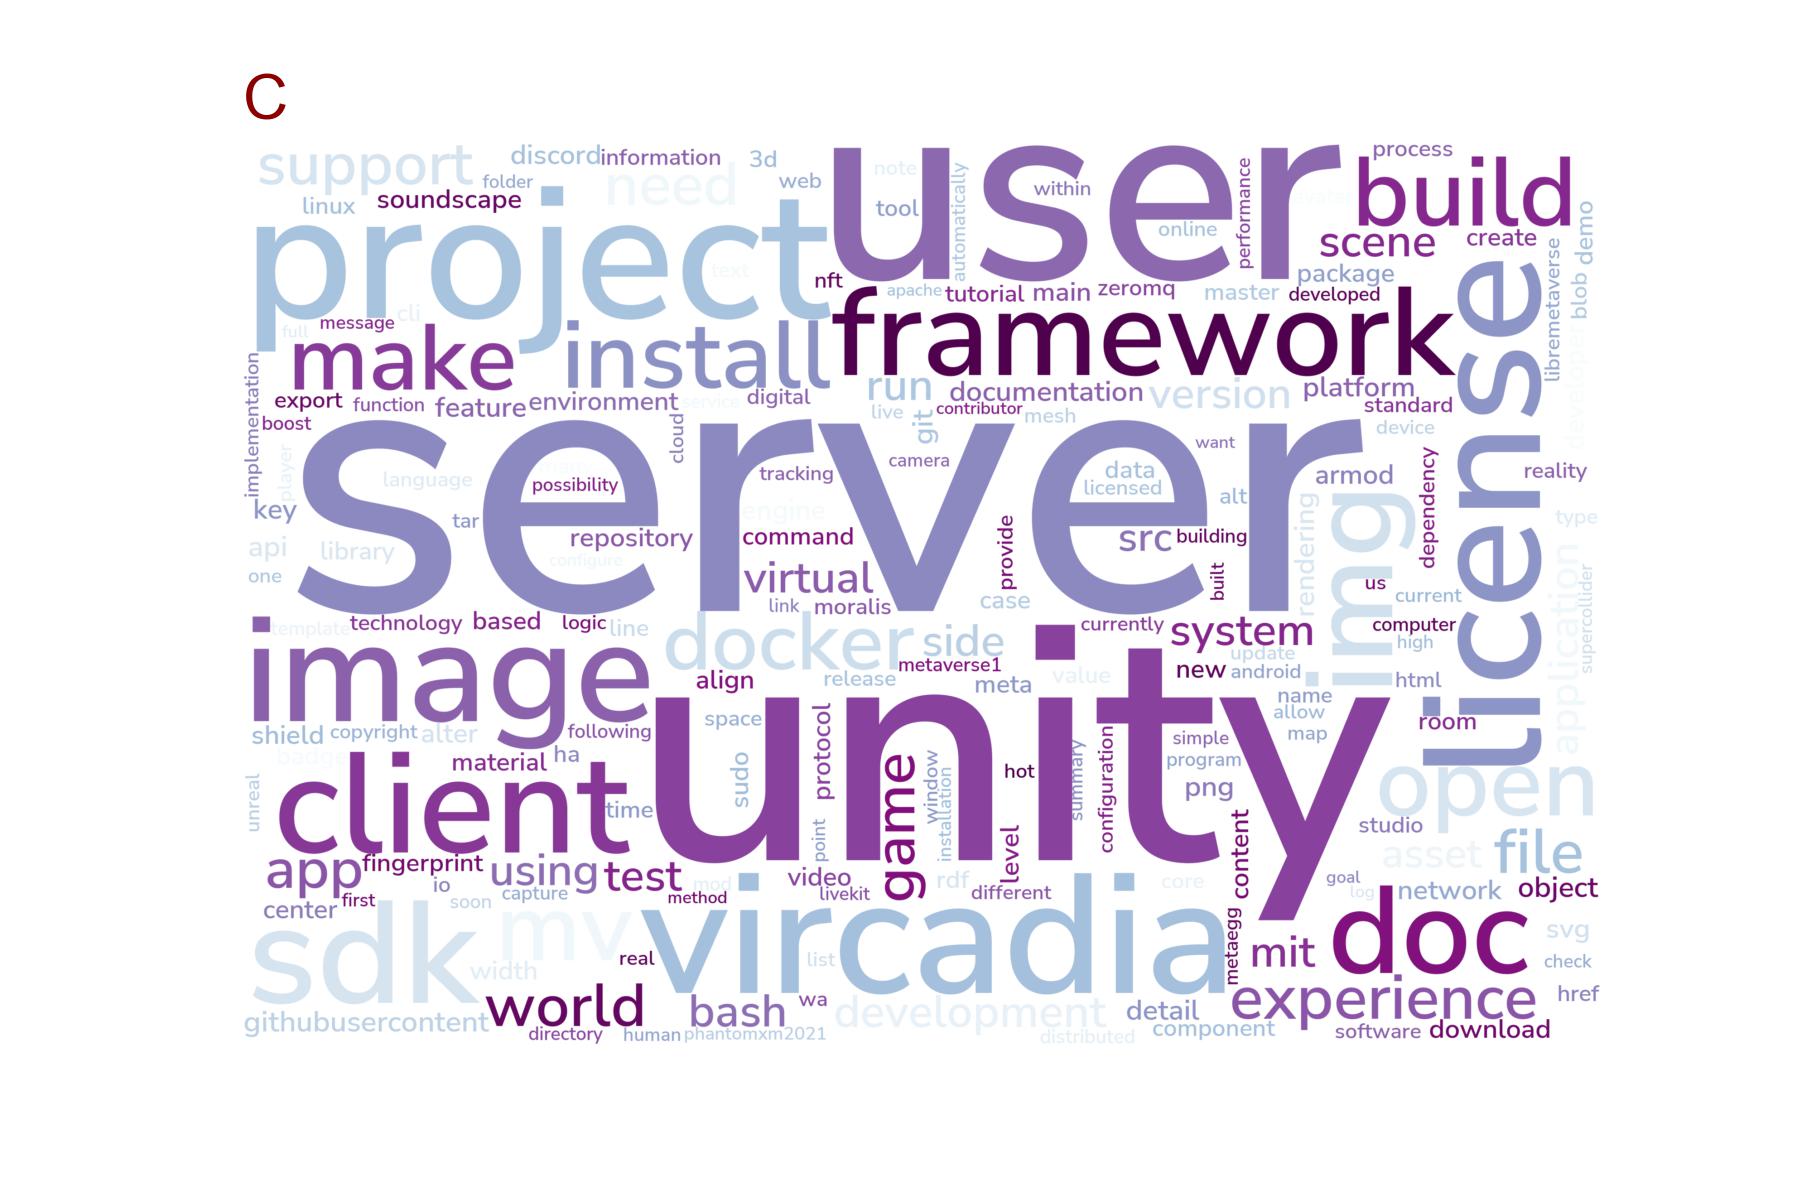 C
support
discord
information
3d
user
note
process
folder
need
web
within
performance
avatar
build
linux
soundscape
tool
automatically
project
online
scene
create
demo
text
nft
package
libremetaverse
blob
apache
tutorial
main
zeromq
master
developed
license
cli
message
full
make
install
framework
developer
implementation
run
documentation
version
platform
export
function
feature
environment
service
digital
live
git
contributor
mesh
standard
boost
cloud
device
server
want
player
language
possibility
tracking
camera
data
licensed
armod
dependency
reality
alt
key
tar
engine
img
rendering
type
repository
command
provide
src
building
api
library
configure
one
virtual
built
us
current
application
supercollider
link
moralis
case
technology
based
logic
line
template
docker
side
currently
system
computer
high
image
metaverse1
update
align
release
meta
value
new
android
html
name
allow
space
protocol
unity
room
shield
copyright
alter
following
map
badge
simple
material
ha
sudo
game
window
installation
hot
summary
configuration
program
open
unreal
client
time
png
point
level
content
studio
app
fingerprint
using
test
asset
file
io
capture
mod
video
livekit
rdf
different
core
goal
log
network
object
center
first
soon
method
sdk
mv
virc​adia
metaegg
mit
doc
svg
width
real
list
check
world
bash
wa
development
detail
experience
href
githubusercontent
directory
human
phantomxm2021
distributed
component
software
download